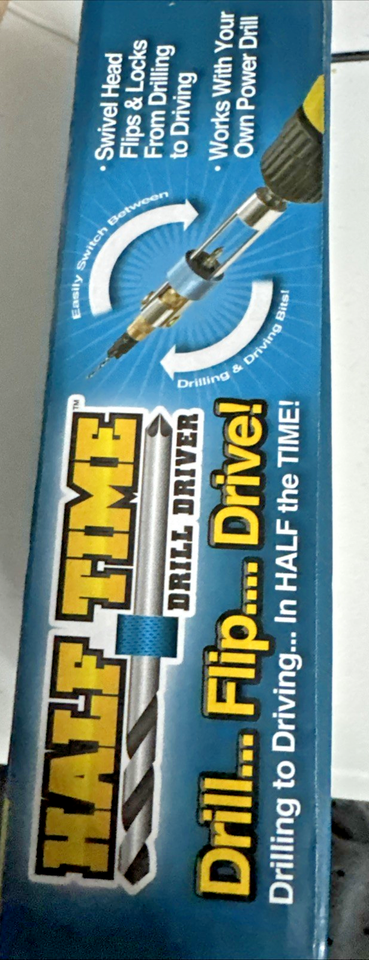 HALF TIME™
DRILL DRIVER
Drill... Flip.... Drive!
Drilling to Driving... In HALF the TIME!
Easily Switch Between
Drilling & Driving Bits!
• Swivel Head
Flips & Locks
From Drilling
to Driving
• Works With Your
Own Power Drill